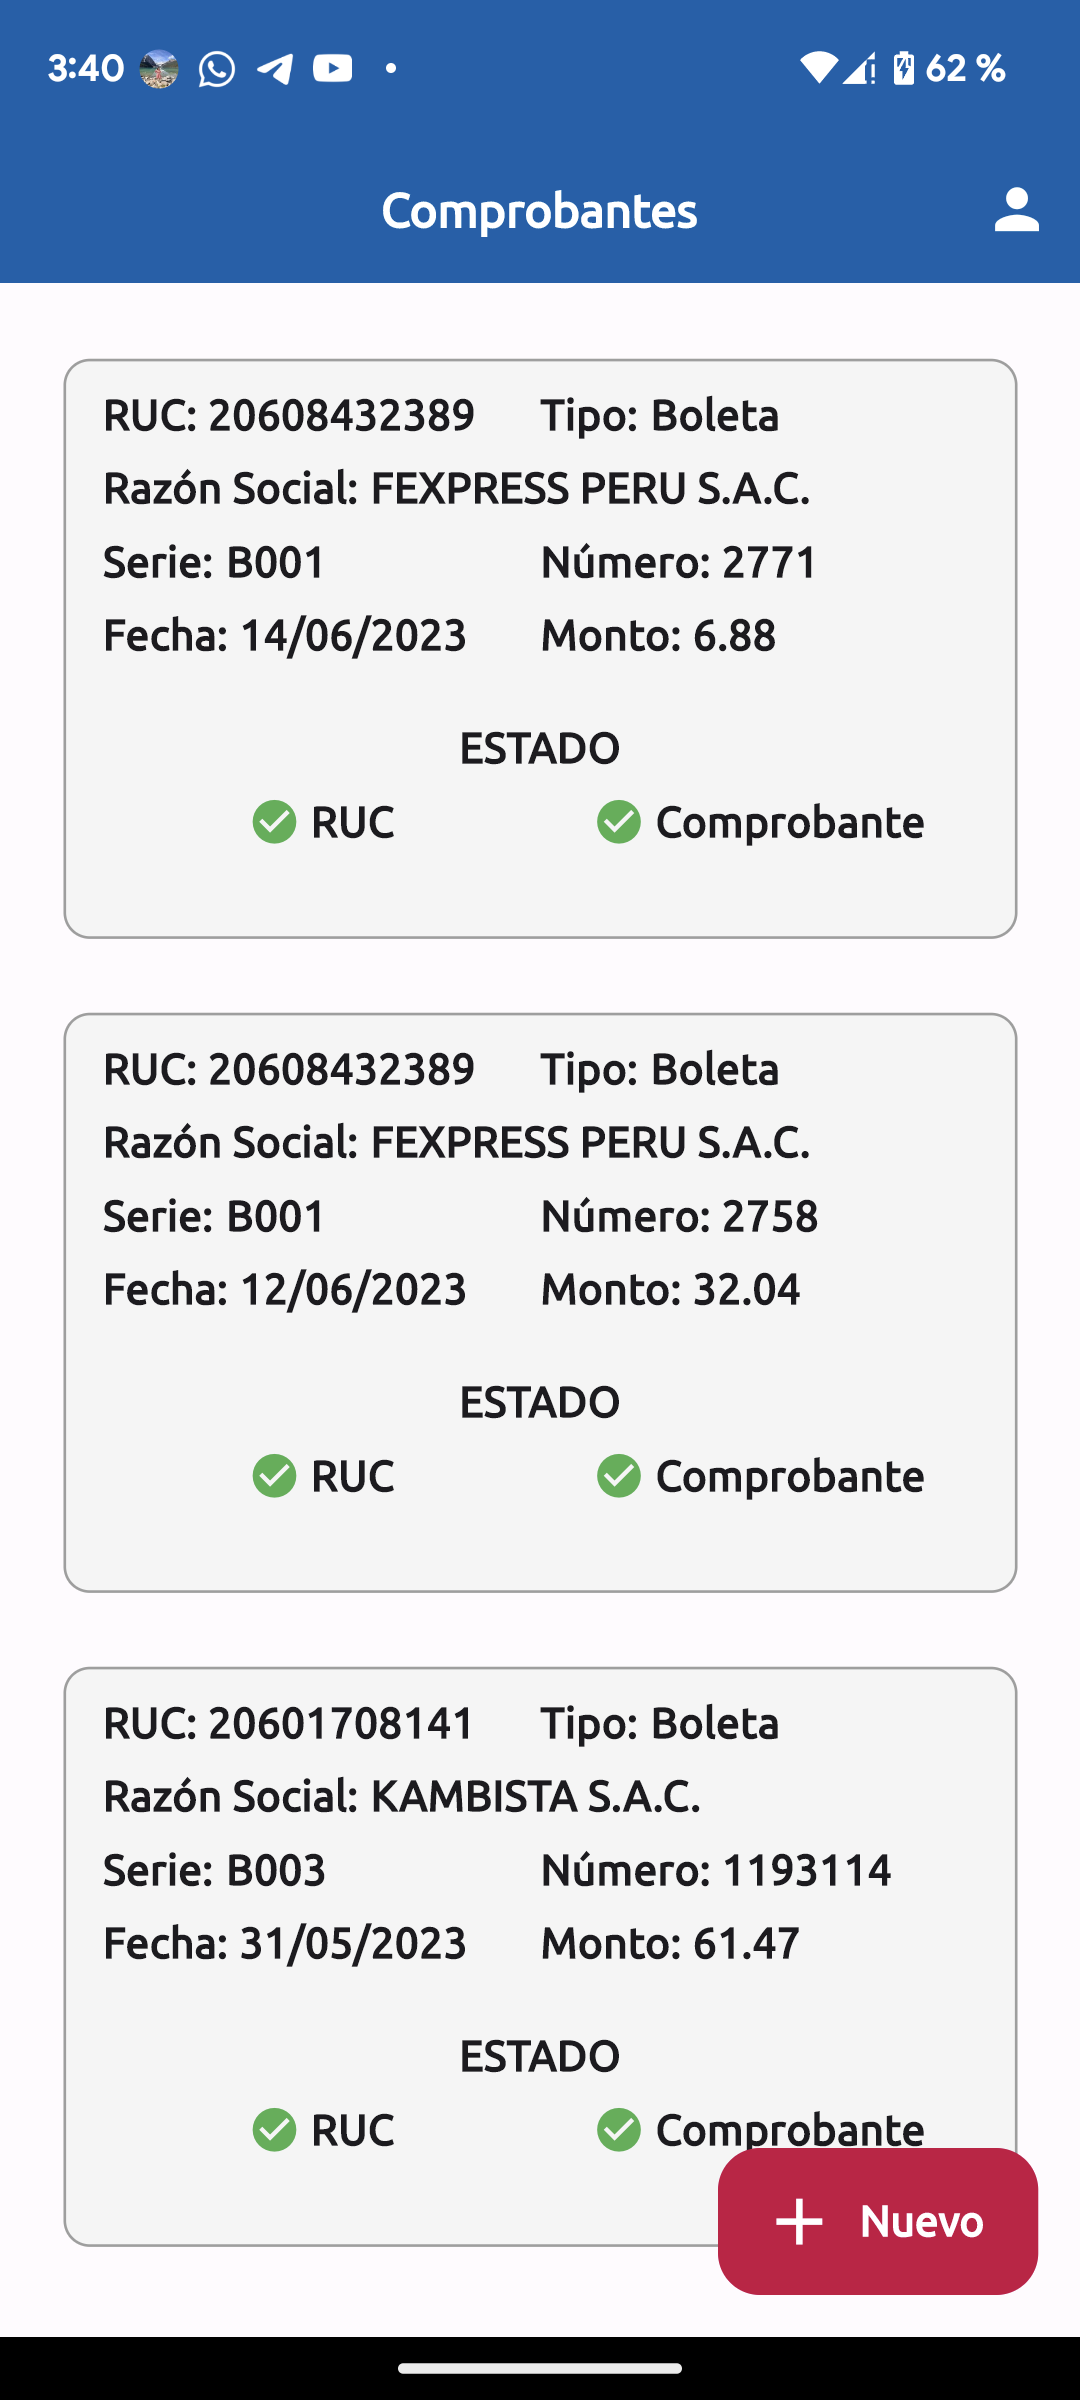 3:40 62 %
Comprobantes
RUC: 20608432389 Tipo: Boleta
Razón Social: FEXPRESS PERU S.A.C.
Serie: B001 Número: 2771
Fecha: 14/06/2023 Monto: 6.88
ESTADO
RUC Comprobante
RUC: 20608432389 Tipo: Boleta
Razón Social: FEXPRESS PERU S.A.C.
Serie: B001 Número: 2758
Fecha: 12/06/2023 Monto: 32.04
ESTADO
RUC Comprobante
RUC: 20601708141 Tipo: Boleta
Razón Social: KAMBISTA S.A.C.
Serie: B003 Número: 1193114
Fecha: 31/05/2023 Monto: 61.47
ESTADO
RUC Comprobante
Nuevo